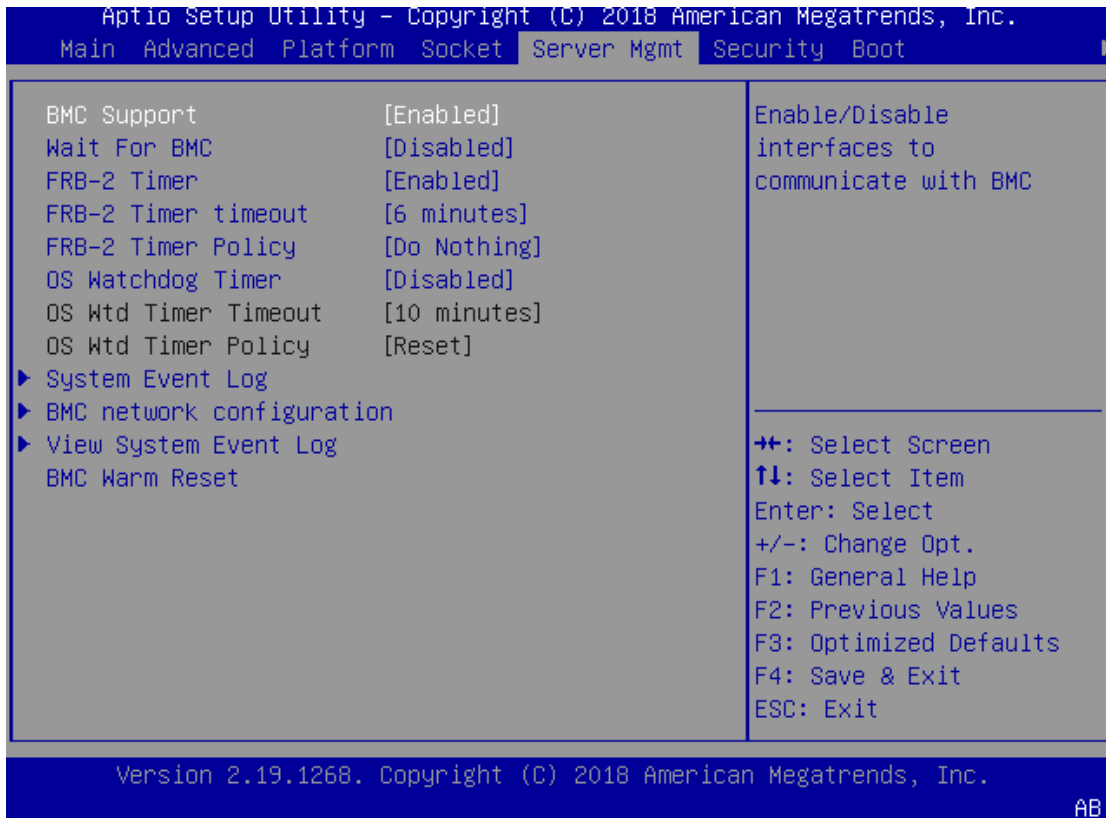 Aptio Setup Utility – Copyright (C) 2018 American Megatrends, Inc.
Main Advanced Platform Socket Server Mgmt Security Boot
BMC Support [Enabled]
Wait For BMC [Disabled]
FRB-2 Timer [Enabled]
FRB-2 Timer timeout [6 minutes]
FRB-2 Timer Policy [Do Nothing]
OS Watchdog Timer [Disabled]
OS Wtd Timer Timeout [10 minutes]
OS Wtd Timer Policy [Reset]
System Event Log
BMC network configuration
View System Event Log
BMC Warm Reset
Enable/Disable
interfaces to
communicate with BMC
→←: Select Screen
↑↓: Select Item
Enter: Select
+/-: Change Opt.
F1: General Help
F2: Previous Values
F3: Optimized Defaults
F4: Save & Exit
ESC: Exit
Version 2.19.1268. Copyright (C) 2018 American Megatrends, Inc.
AB